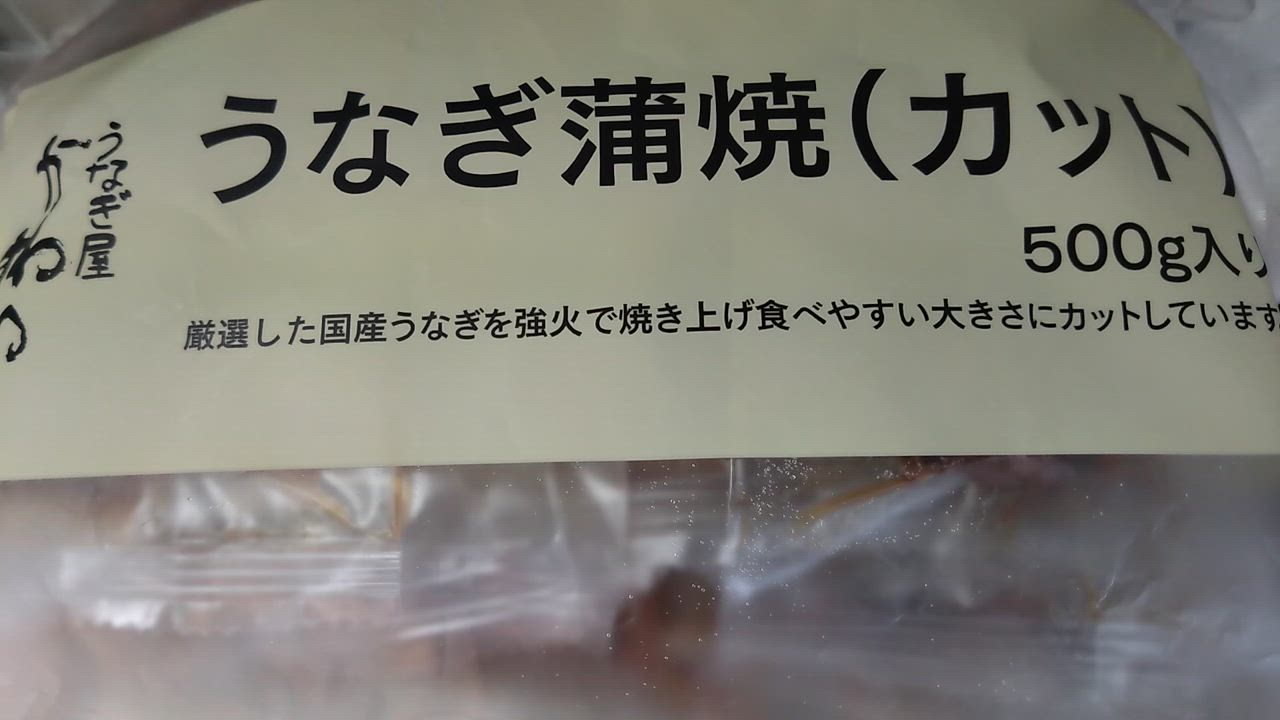 うなぎ蒲焼(カット)
500g入り
厳選した国産うなぎを強火で焼き上げ食べやすい大きさにカットしています
うなぎ屋